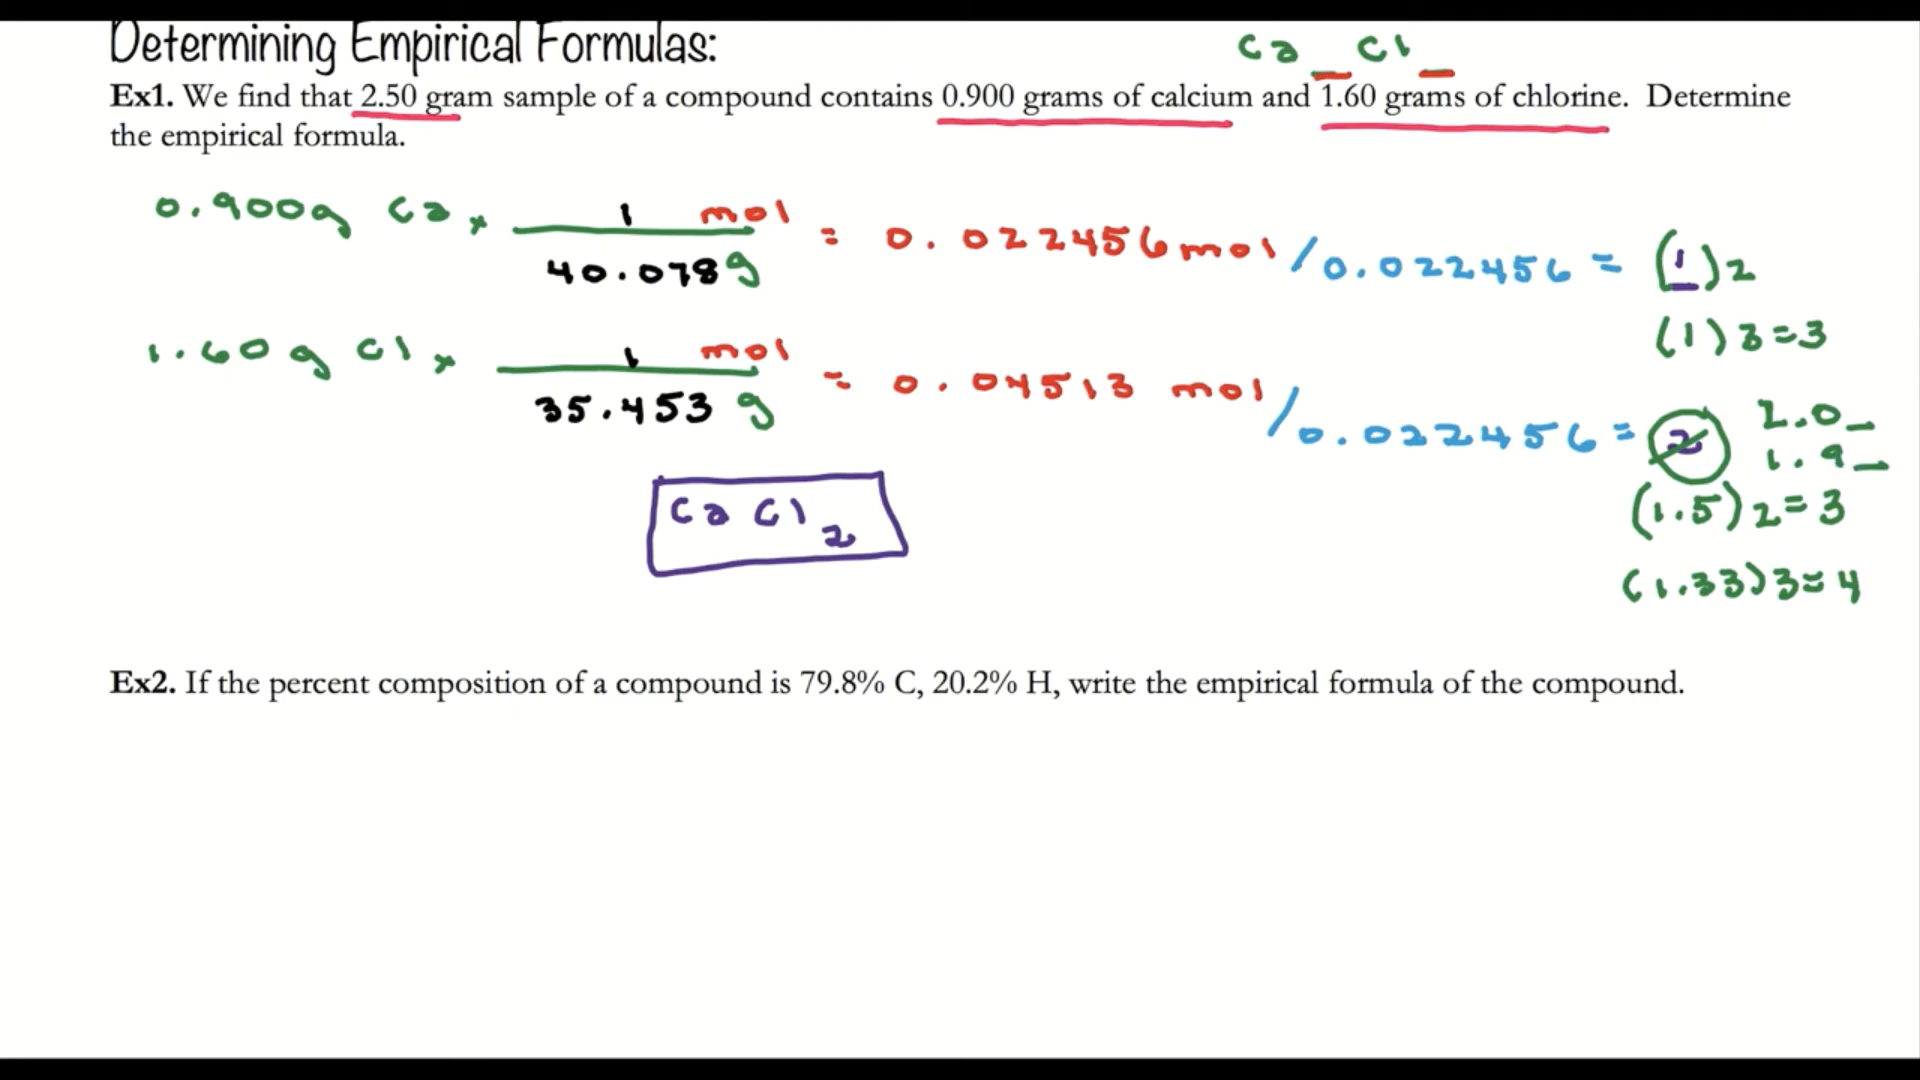 Determining Empirical Formulas:
Ca _ Cl _
Ex1. We find that 2.50 gram sample of a compound contains 0.900 grams of calcium and 1.60 grams of chlorine. Determine
the empirical formula.
0.900g Ca x 1 mol / 40.078 g = 0.022456 mol / 0.022456 = (1) 2
(1) 3 = 3
1.60 g Cl x 1 mol / 35.453 g = 0.04513 mol / 0.022456 = 2
2.0_
1.9_
(1.5) 2 = 3
CaCl2
(1.33) 3 = 4
Ex2. If the percent composition of a compound is 79.8% C, 20.2% H, write the empirical formula of the compound.